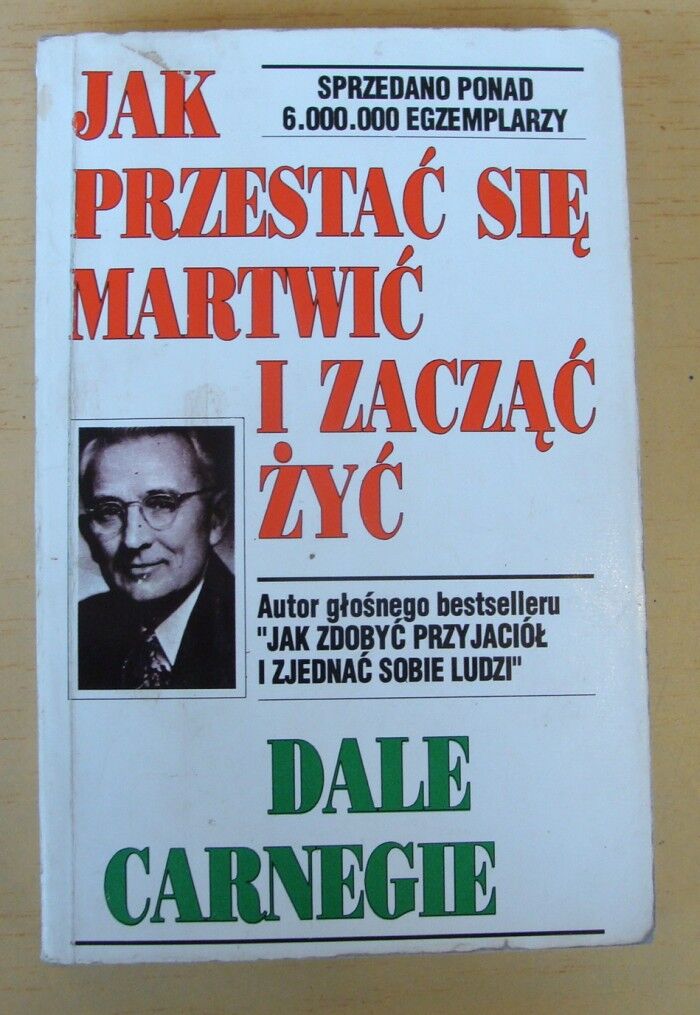 JAK
SPRZEDANO PONAD
6.000.000 EGZEMPLARZY
PRZESTAĆ SIĘ
MARTWIĆ
I ZACZĄĆ
ŻYĆ
Autor głośnego bestselleru
"JAK ZDOBYĆ PRZYJACIÓŁ
I ZJEDNAĆ SOBIE LUDZI"
DALE
CARNEGIE